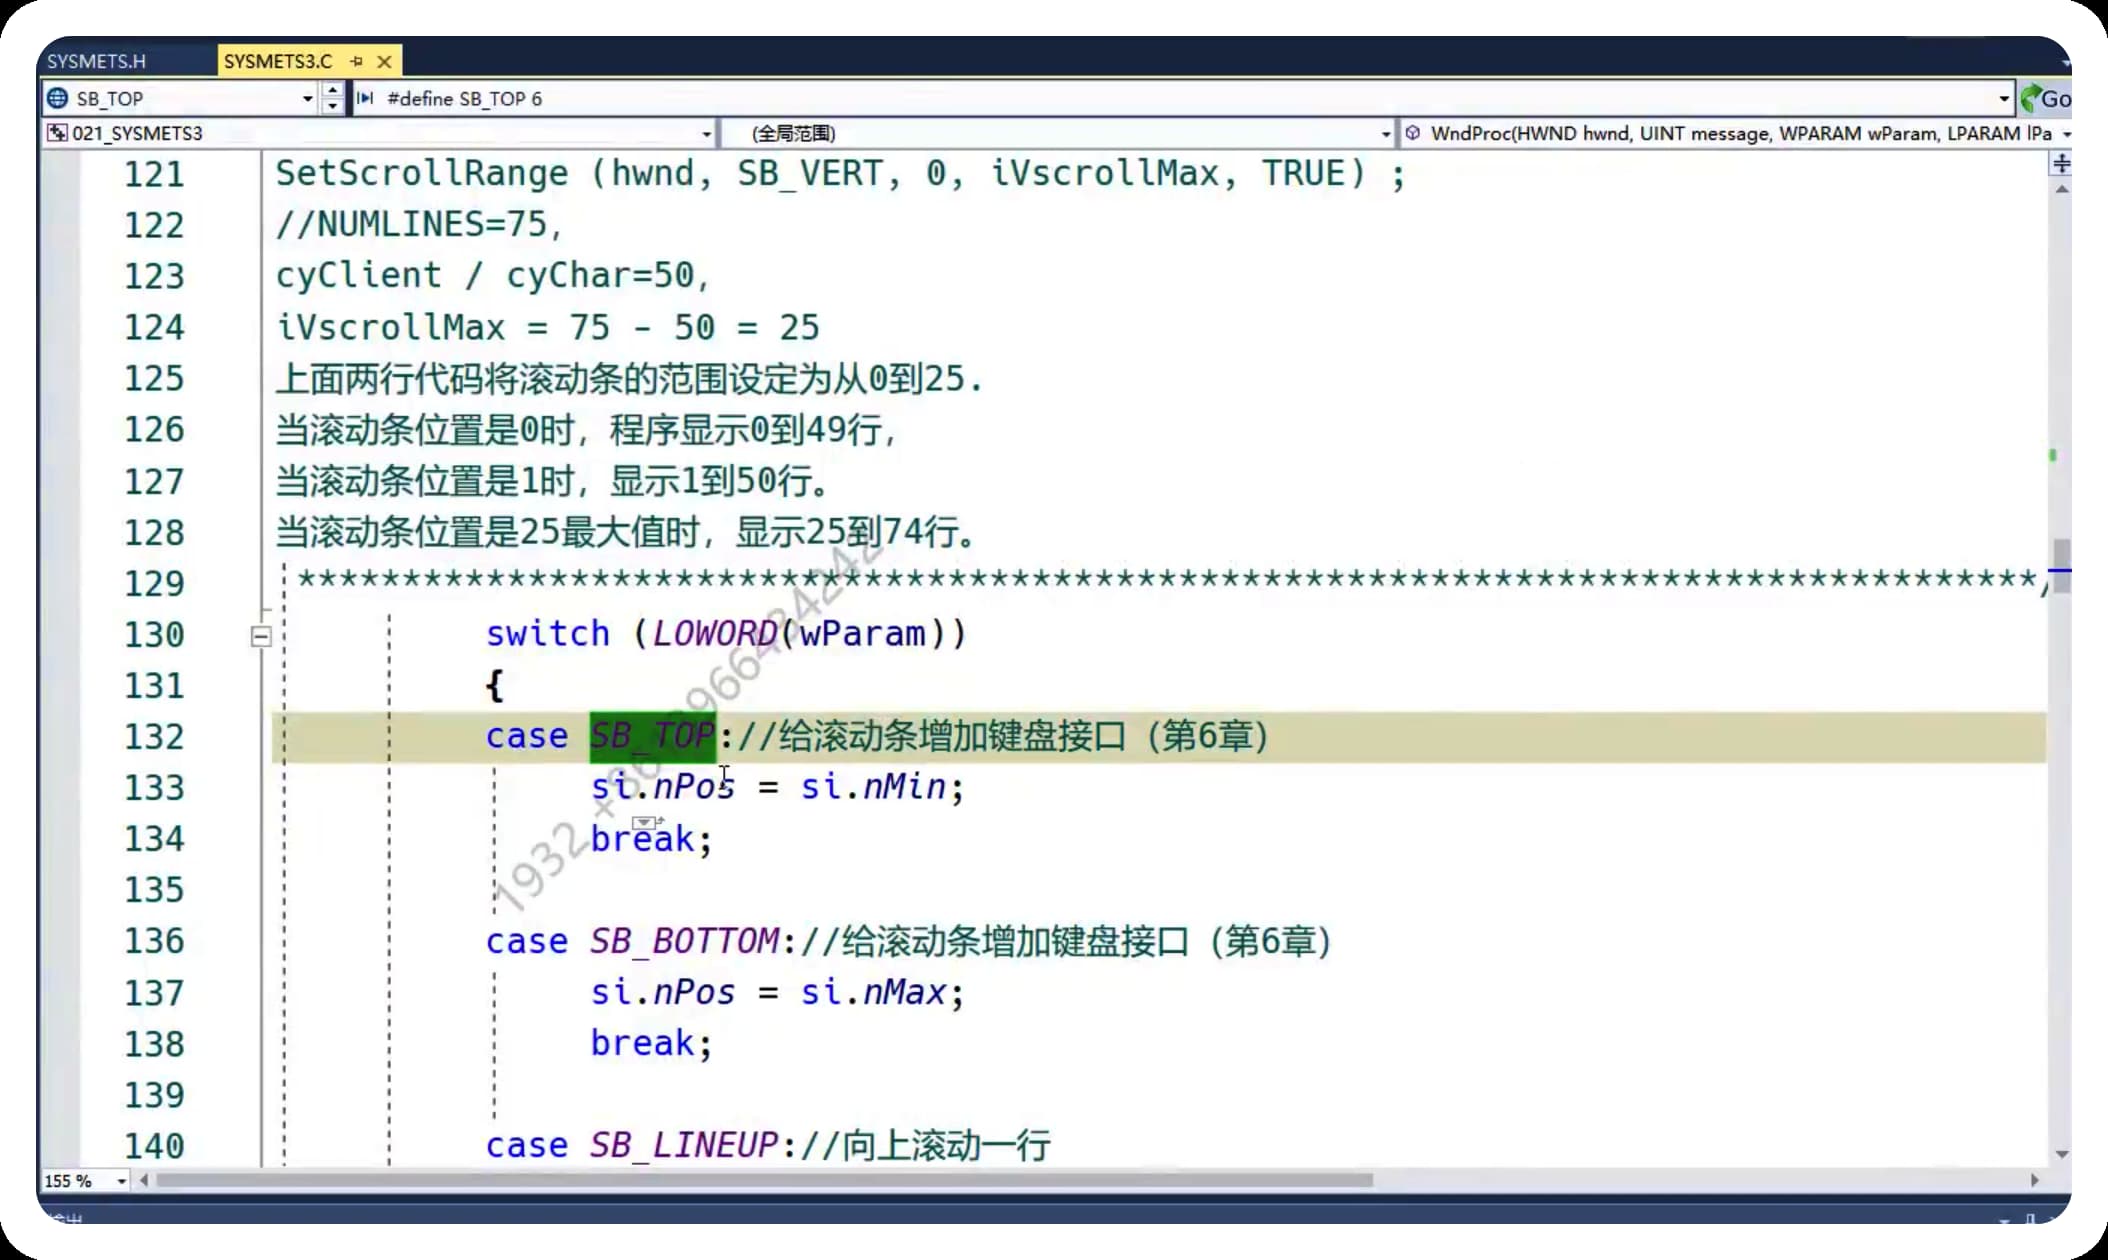 SYSMETS.H SYSMETS3.C
SB_TOP #define SB_TOP 6 Go
021_SYSMETS3 (全局范围) WndProc(HWND hwnd, UINT message, WPARAM wParam, LPARAM lPa
121 SetScrollRange (hwnd, SB_VERT, 0, iVscrollMax, TRUE) ;
122 //NUMLINES=75,
123 cyClient / cyChar=50,
124 iVscrollMax = 75 - 50 = 25
125 上面两行代码将滚动条的范围设定为从0到25.
126 当滚动条位置是0时, 程序显示0到49行,
127 当滚动条位置是1时, 显示1到50行。
128 当滚动条位置是25最大值时, 显示25到74行。
129 ***********************************************************************************/
130 switch (LOWORD(wParam))
131 {
132 case SB_TOP://给滚动条增加键盘接口 (第6章)
133 si.nPos = si.nMin;
134 break;
135
136 case SB_BOTTOM://给滚动条增加键盘接口 (第6章)
137 si.nPos = si.nMax;
138 break;
139
140 case SB_LINEUP://向上滚动一行
155 %